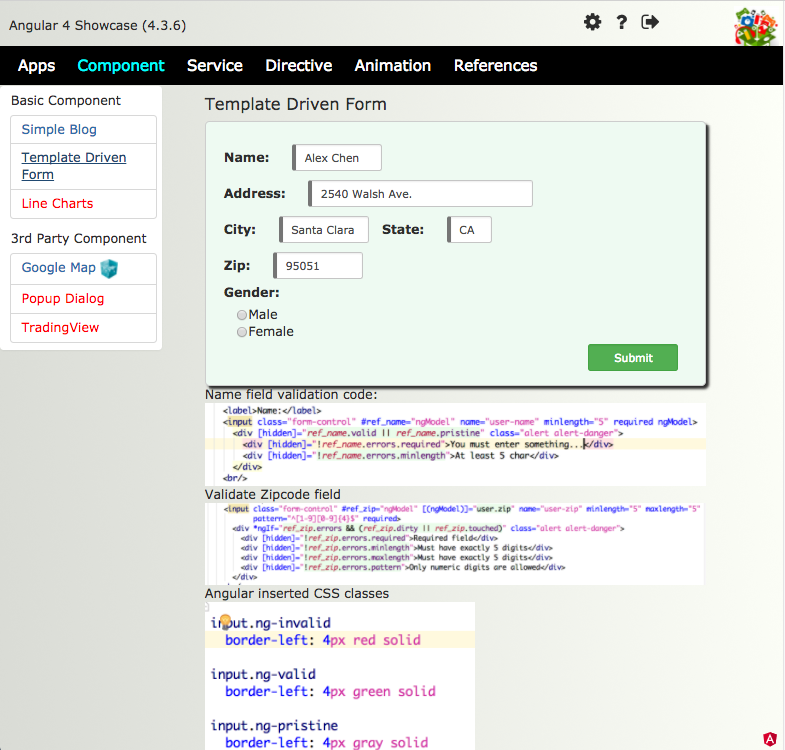 Angular 4 Showcase (4.3.6)
?
Apps Component Service Directive Animation References
Basic Component
Simple Blog
Template Driven
Form
Line Charts
3rd Party Component
Google Map
Popup Dialog
TradingView
Template Driven Form
Name: Alex Chen
Address: 2540 Walsh Ave.
City: Santa Clara State: CA
Zip: 95051
Gender:
Male
Female
Submit
Name field validation code:
<label>Name:</label>
<input class="form-control" #ref_name="ngModel" name="user-name" minlength="5" required ngModel>
<div [hidden]="ref_name.valid || ref_name.pristine" class="alert alert-danger">
<div [hidden]="!ref_name.errors.required">You must enter something...</div>
<div [hidden]="!ref_name.errors.minlength">At least 5 char</div>
</div>
<br/>
Validate Zipcode field
<input class="form-control" #ref_zip="ngModel" [(ngModel)]="user.zip" name="user-zip" minlength="5" maxlength="5"
pattern="^[1-9][0-9]{4}$" required>
<div *ngIf="ref_zip.errors && (ref_zip.dirty || ref_zip.touched)" class="alert alert-danger">
<div [hidden]="!ref_zip.errors.required">Required field</div>
<div [hidden]="!ref_zip.errors.minlength">Must have exactly 5 digits</div>
<div [hidden]="!ref_zip.errors.maxlength">Must have exactly 5 digits</div>
<div [hidden]="!ref_zip.errors.pattern">Only numeric digits are allowed</div>
</div>
Angular inserted CSS classes
input.ng-invalid
border-left: 4px red solid
input.ng-valid
border-left: 4px green solid
input.ng-pristine
border-left: 4px gray solid
A